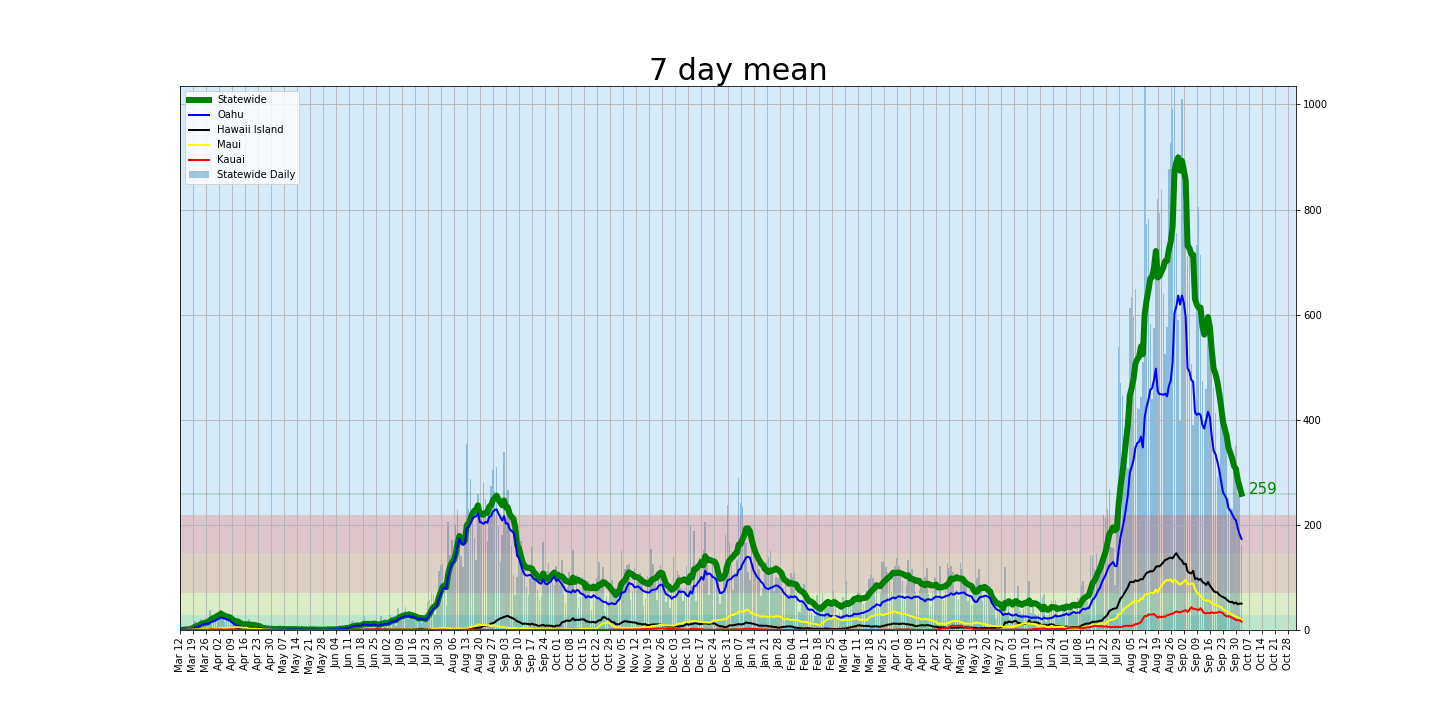 7 day mean
Statewide
Oahu
Hawaii Island
Maui
Kauai
Statewide Daily
1000
800
600
400
200
0
259
Mar 12
Mar 19
Mar 26
Apr 02
Apr 09
Apr 16
Apr 23
Apr 30
May 07
May 14
May 21
May 28
Jun 04
Jun 11
Jun 18
Jun 25
Jul 02
Jul 09
Jul 16
Jul 23
Jul 30
Aug 06
Aug 13
Aug 20
Aug 27
Sep 03
Sep 10
Sep 17
Sep 24
Oct 01
Oct 08
Oct 15
Oct 22
Oct 29
Nov 05
Nov 12
Nov 19
Nov 26
Dec 03
Dec 10
Dec 17
Dec 24
Dec 31
Jan 07
Jan 14
Jan 21
Jan 28
Feb 04
Feb 11
Feb 18
Feb 25
Mar 04
Mar 11
Mar 18
Mar 25
Apr 01
Apr 08
Apr 15
Apr 22
Apr 29
May 06
May 13
May 20
May 27
Jun 03
Jun 10
Jun 17
Jun 24
Jul 01
Jul 08
Jul 15
Jul 22
Jul 29
Aug 05
Aug 12
Aug 19
Aug 26
Sep 02
Sep 09
Sep 16
Sep 23
Sep 30
Oct 07
Oct 14
Oct 21
Oct 28